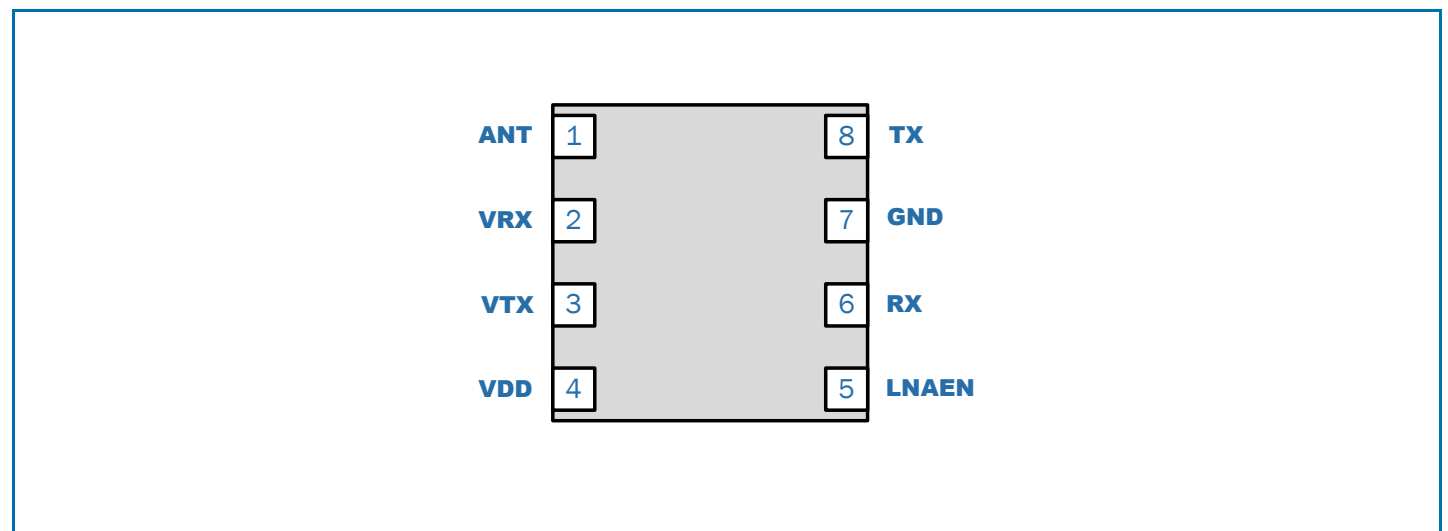 ANT 1 8 TX
VRX 2 7 GND
VTX 3 6 RX
VDD 4 5 LNAEN